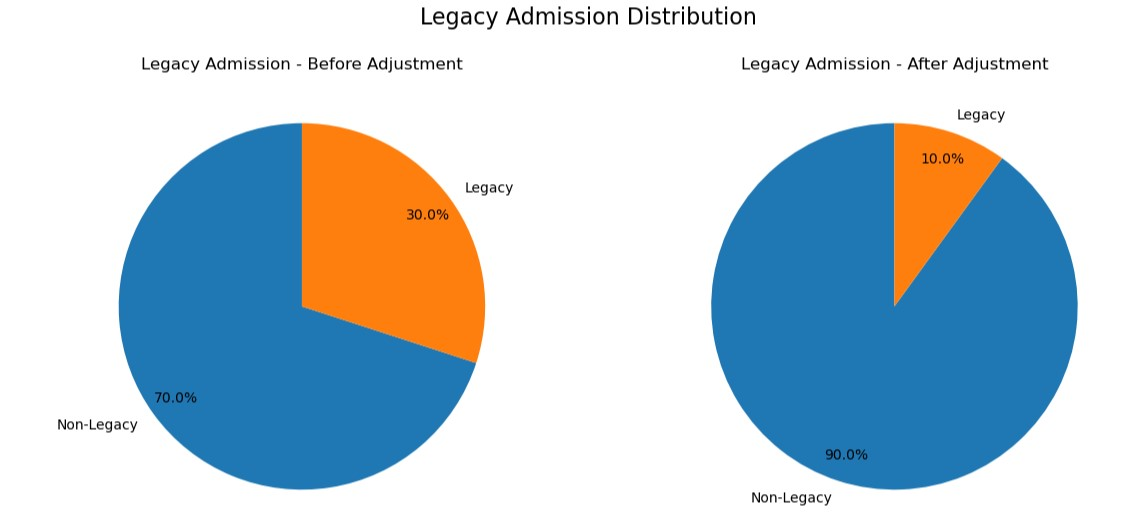 Legacy Admission Distribution
Legacy Admission - Before Adjustment
Legacy
30.0%
70.0%
Non-Legacy
Legacy Admission - After Adjustment
Legacy
10.0%
90.0%
Non-Legacy